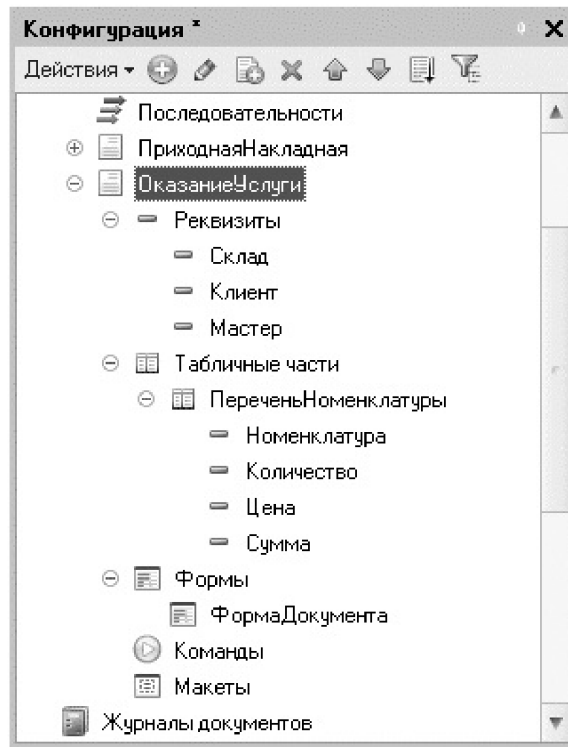 Конфигурация *
Действия
Последовательности
ПриходнаяНакладная
ОказаниеУслуги
Реквизиты
Склад
Клиент
Мастер
Табличные части
ПереченьНоменклатуры
Номенклатура
Количество
Цена
Сумма
Формы
ФормаДокумента
Команды
Макеты
Журналы документов